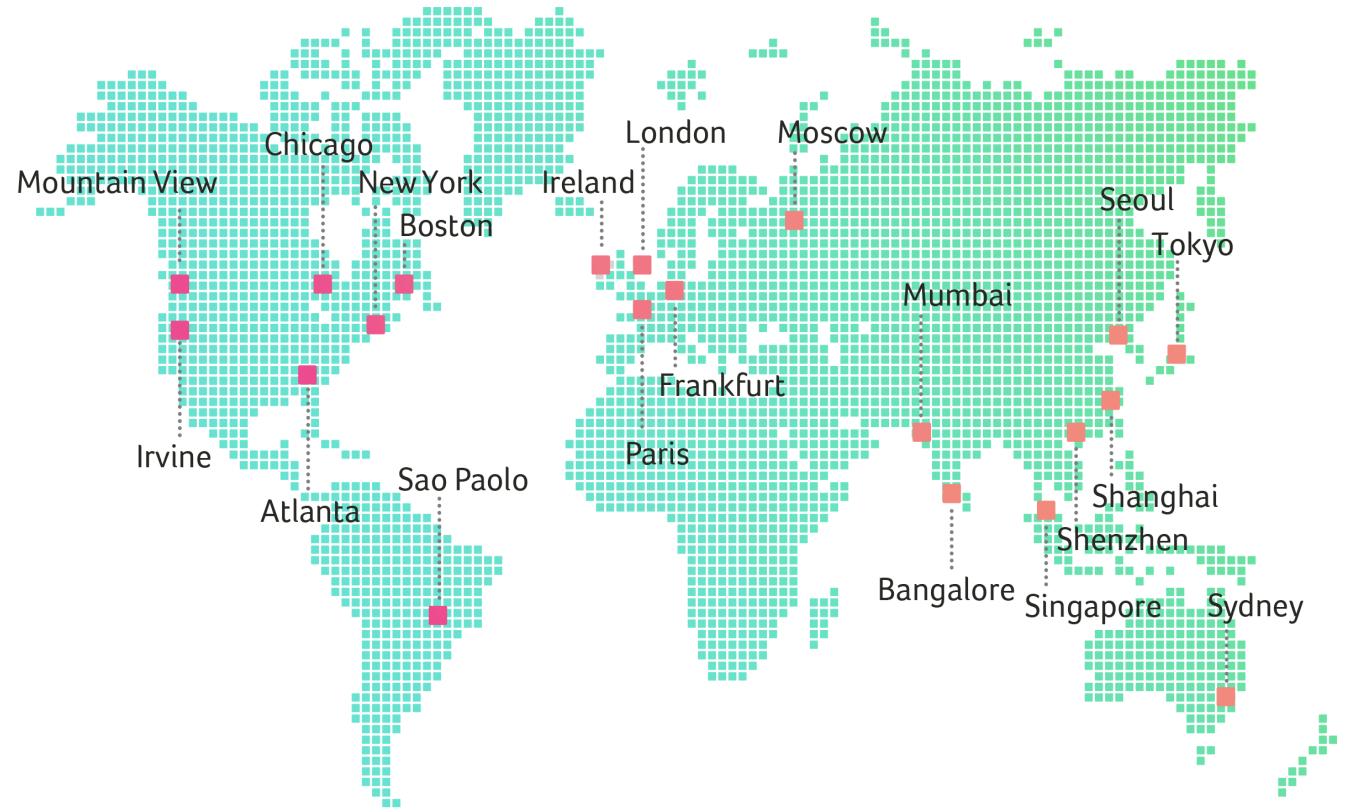 London
Moscow
Chicago
Mountain View
New York
Ireland
Seoul
Boston
Tokyo
Mumbai
Frankfurt
Paris
Irvine
Sao Paolo
Shanghai
Atlanta
Shenzhen
Bangalore
Singapore
Sydney